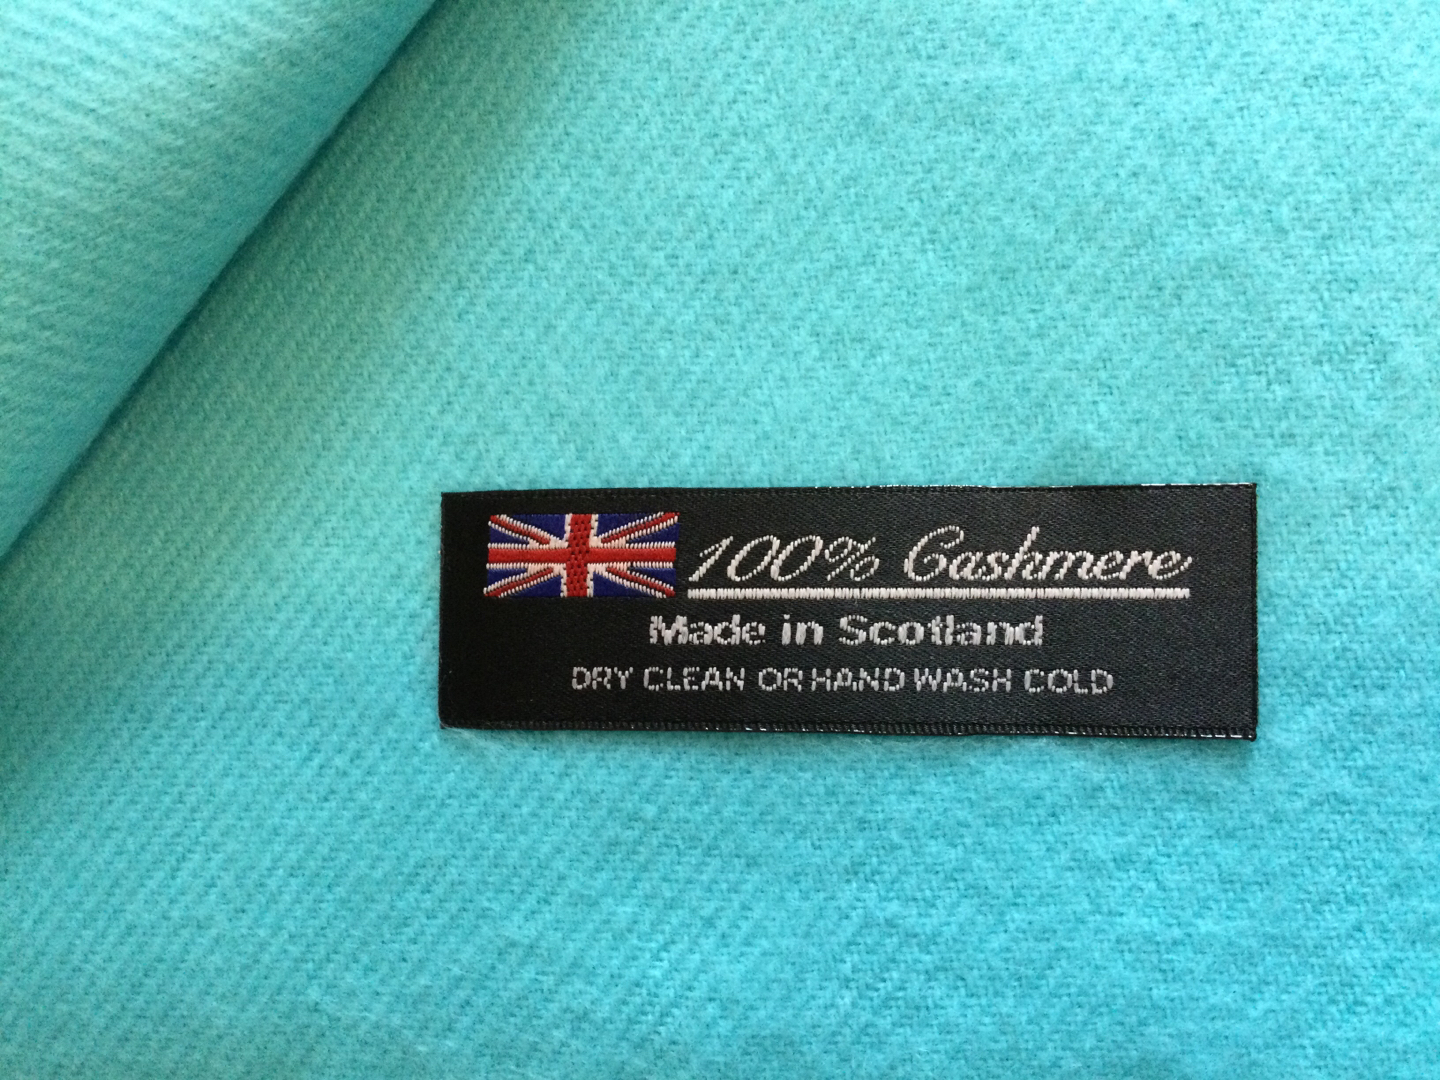 100% Cashmere
Made in Scotland
DRY CLEAN OR HAND WASH COLD